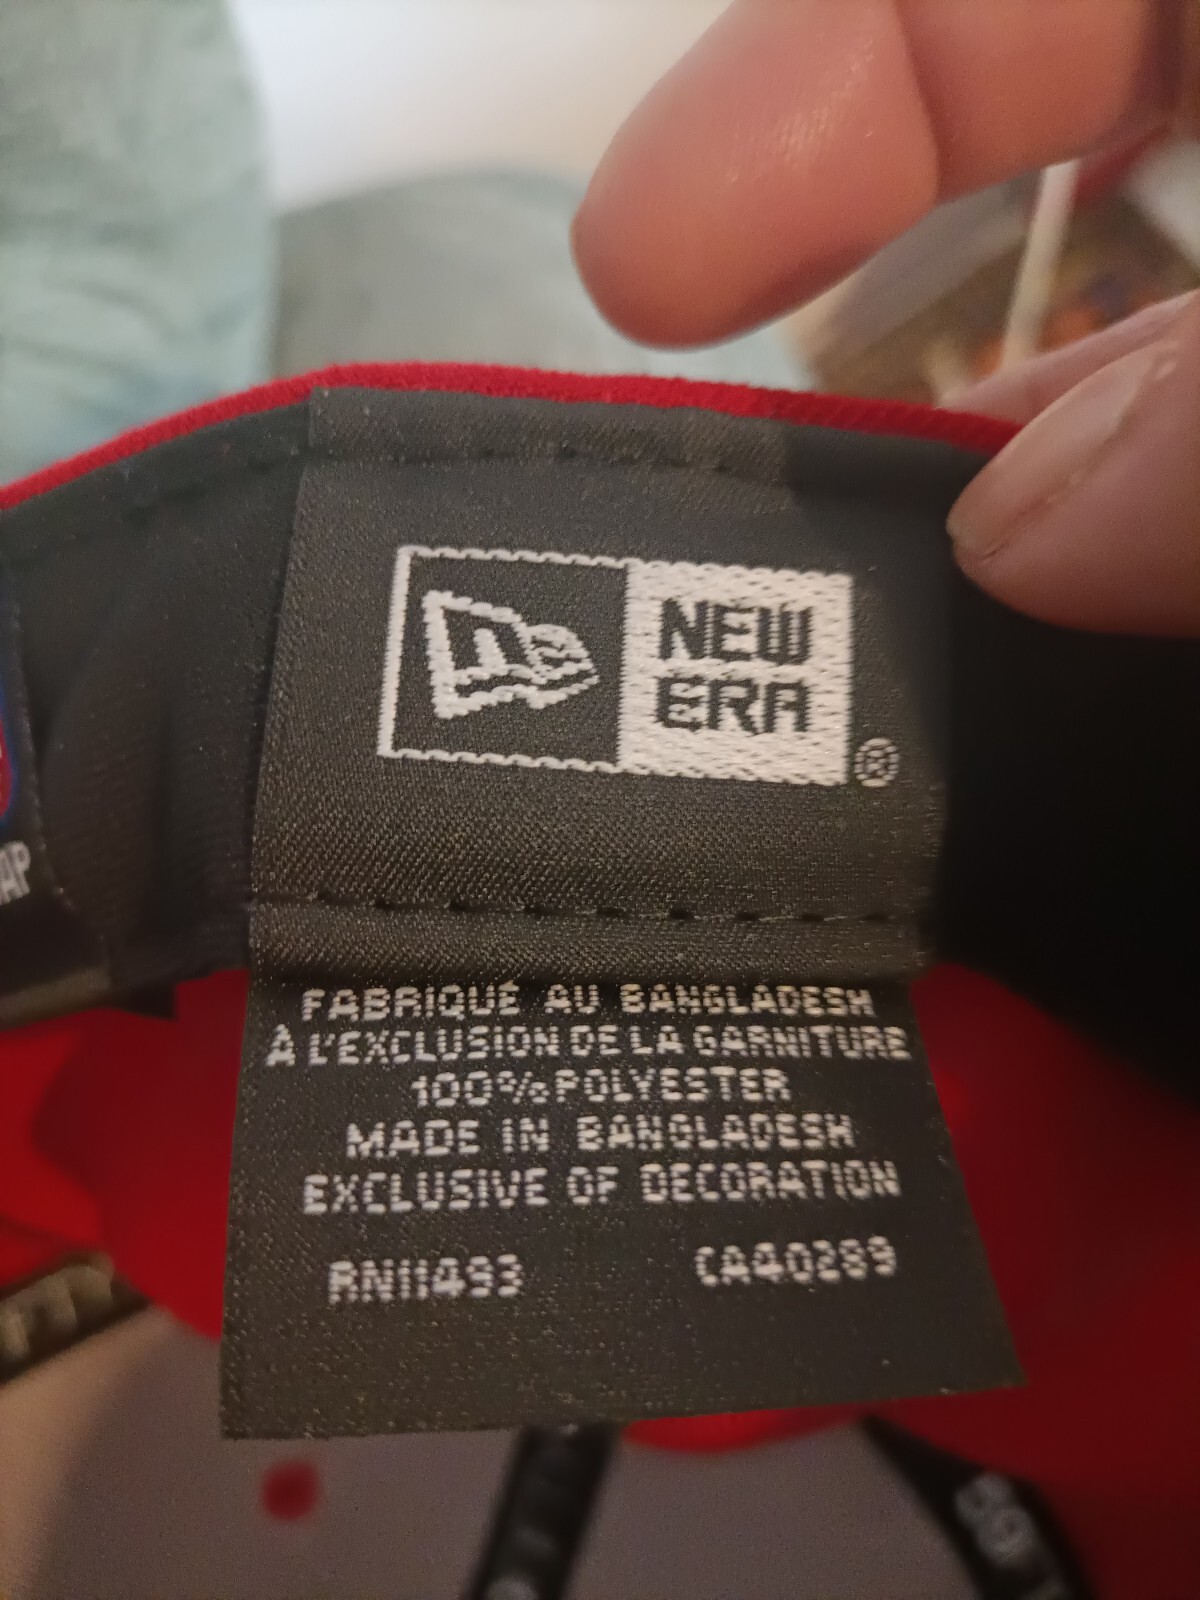 NEW
ERA
®
AP
FABRIQUÉ AU BANGLADESH
À L'EXCLUSION DE LA GARNITURE
100% POLYESTER
MADE IN BANGLADESH
EXCLUSIVE OF DECORATION
RN11493 CA40289